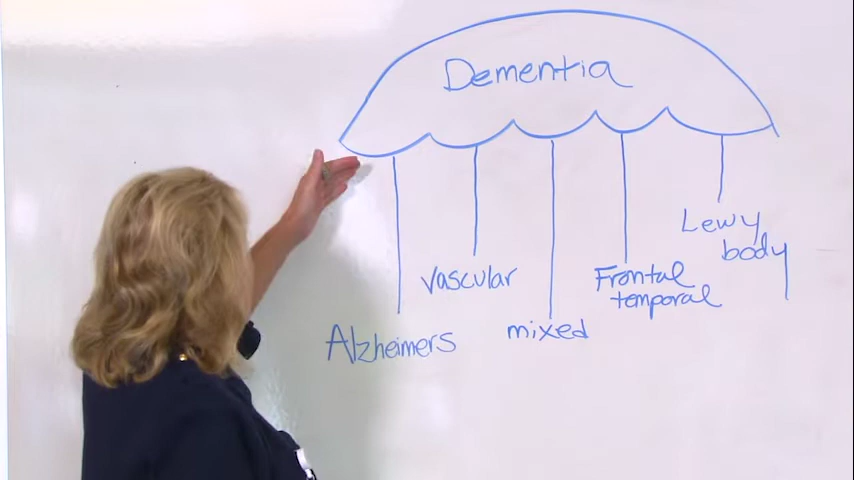 Dementia
Alzheimers
vascular
mixed
Frontal
temporal
Lewy
body